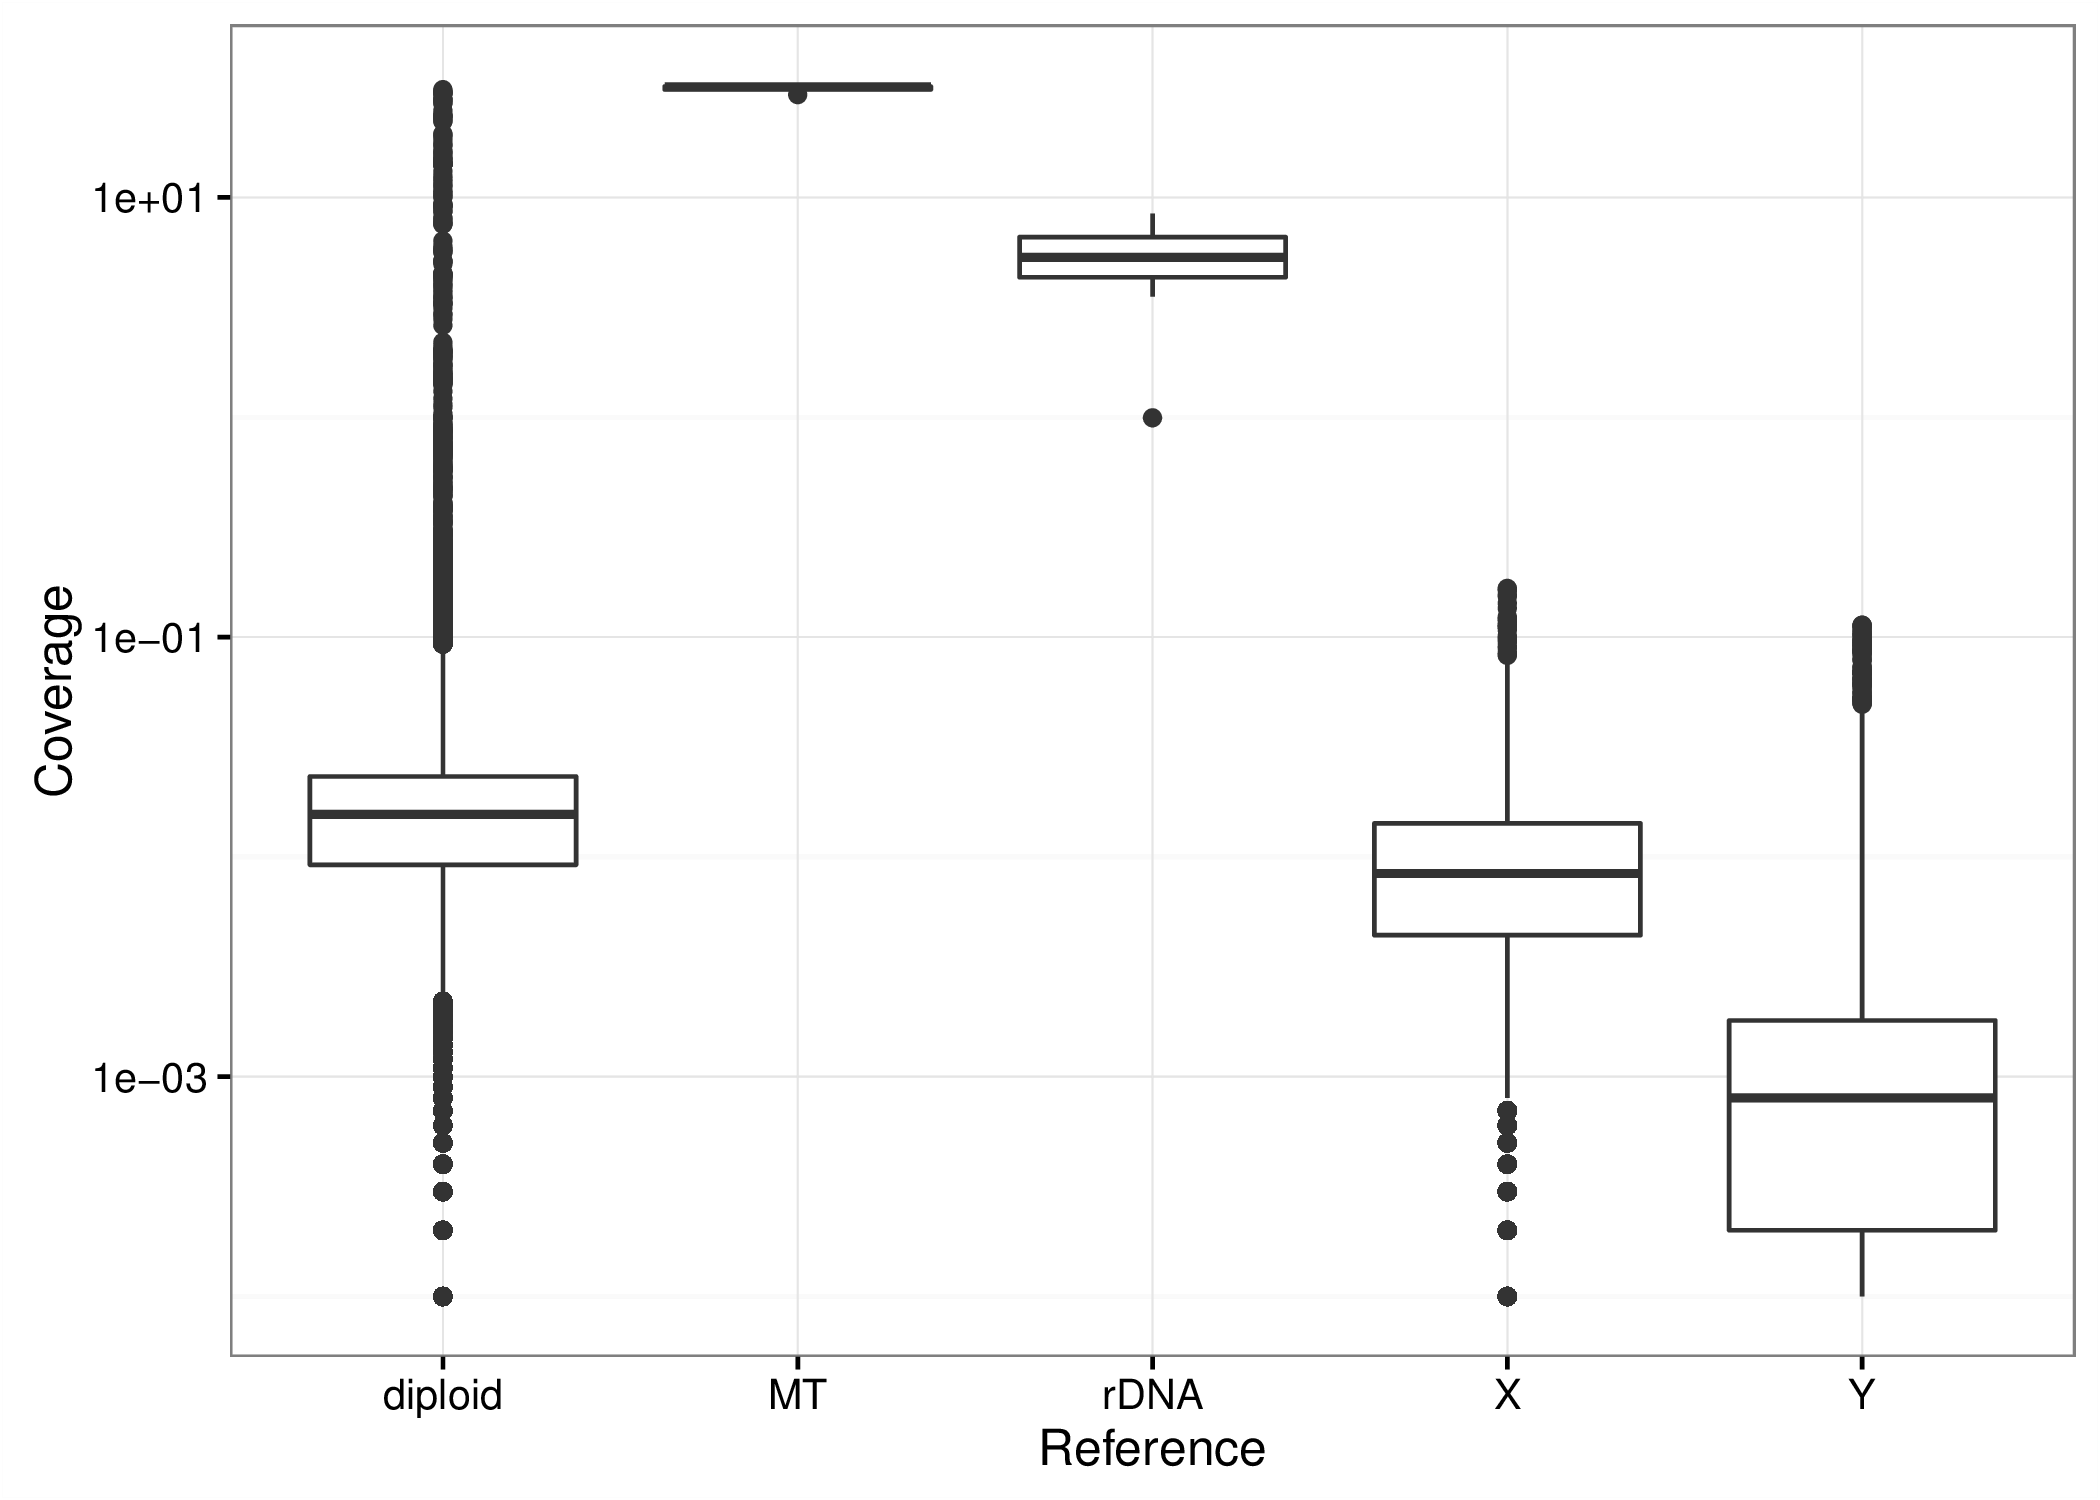 Coverage
1e+01
1e−01
1e−03
diploid MT rDNA X Y
Reference